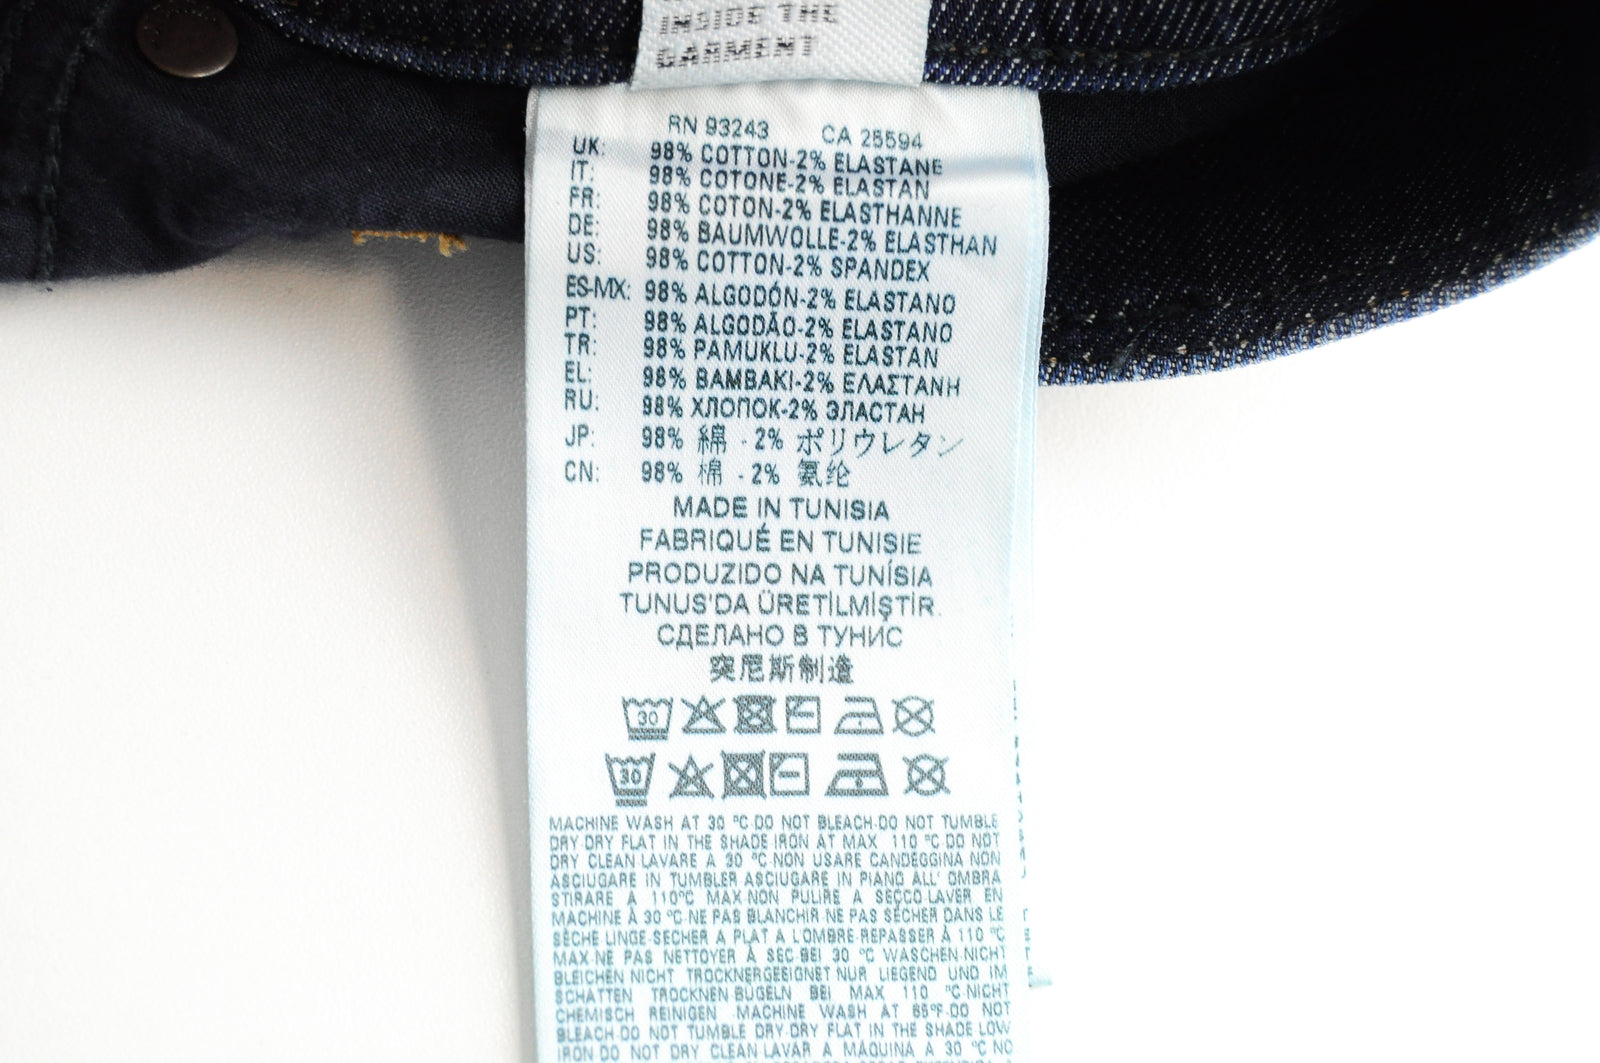 INSIDE THE
GARMENT
RN 93243 CA 25594
UK: 98% COTTON-2% ELASTANE
IT: 98% COTONE-2% ELASTAN
FR: 98% COTON-2% ELASTHANNE
DE: 98% BAUMWOLLE-2% ELASTHAN
US: 98% COTTON-2% SPANDEX
ES-MX: 98% ALGODÓN-2% ELASTANO
PT: 98% ALGODÃO-2% ELASTANO
TR: 98% PAMUKLU-2% ELASTAN
EL: 98% BAMBAKI-2% ΕΛΑΣΤΑΝΗ
RU: 98% ХЛОПОК-2% ЭЛАСТАН
JP: 98% 綿 - 2% ポリウレタン
CN: 98% 棉 - 2% 氨纶
MADE IN TUNISIA
FABRIQUÉ EN TUNISIE
PRODUZIDO NA TUNÍSIA
TUNUS'DA ÜRETİLMİŞTİR.
СДЕЛАНО В ТУНИС
突尼斯制造
30
30
MACHINE WASH AT 30 °C-DO NOT BLEACH-DO NOT TUMBLE
DRY-DRY FLAT IN THE SHADE-IRON AT MAX 110 °C-DO NOT
DRY CLEAN-LAVARE A 30 °C-NON USARE CANDEGGINA NON
ASCIUGARE IN TUMBLER ASCIUGARE IN PIANO ALL' OMBRA
STIRARE A 110°C MAX-NON PULIRE A SECCO-LAVER EN
MACHINE À 30 °C-NE PAS BLANCHIR-NE PAS SÉCHER DANS LE
SÈCHE LINGE-SECHER A PLAT A L'OMBRE-REPASSER À 110 °C
MAX-NE PAS NETTOYER À SEC-BEI 30 °C WASCHEN-NICHT
BLEICHEN-NICHT TROCKNERGEEIGNET-NUR LIEGEND UND IM
SCHATTEN TROCKNEN-BÜGELN BEI MAX 110 °C-NICHT
CHEMISCH REINIGEN -MACHINE WASH AT 85°F-DO NOT
BLEACH-DO NOT TUMBLE DRY-DRY FLAT IN THE SHADE-LOW
IRON-DO NOT DRY CLEAN-LAVAR A MÁQUINA A 30 °C NO